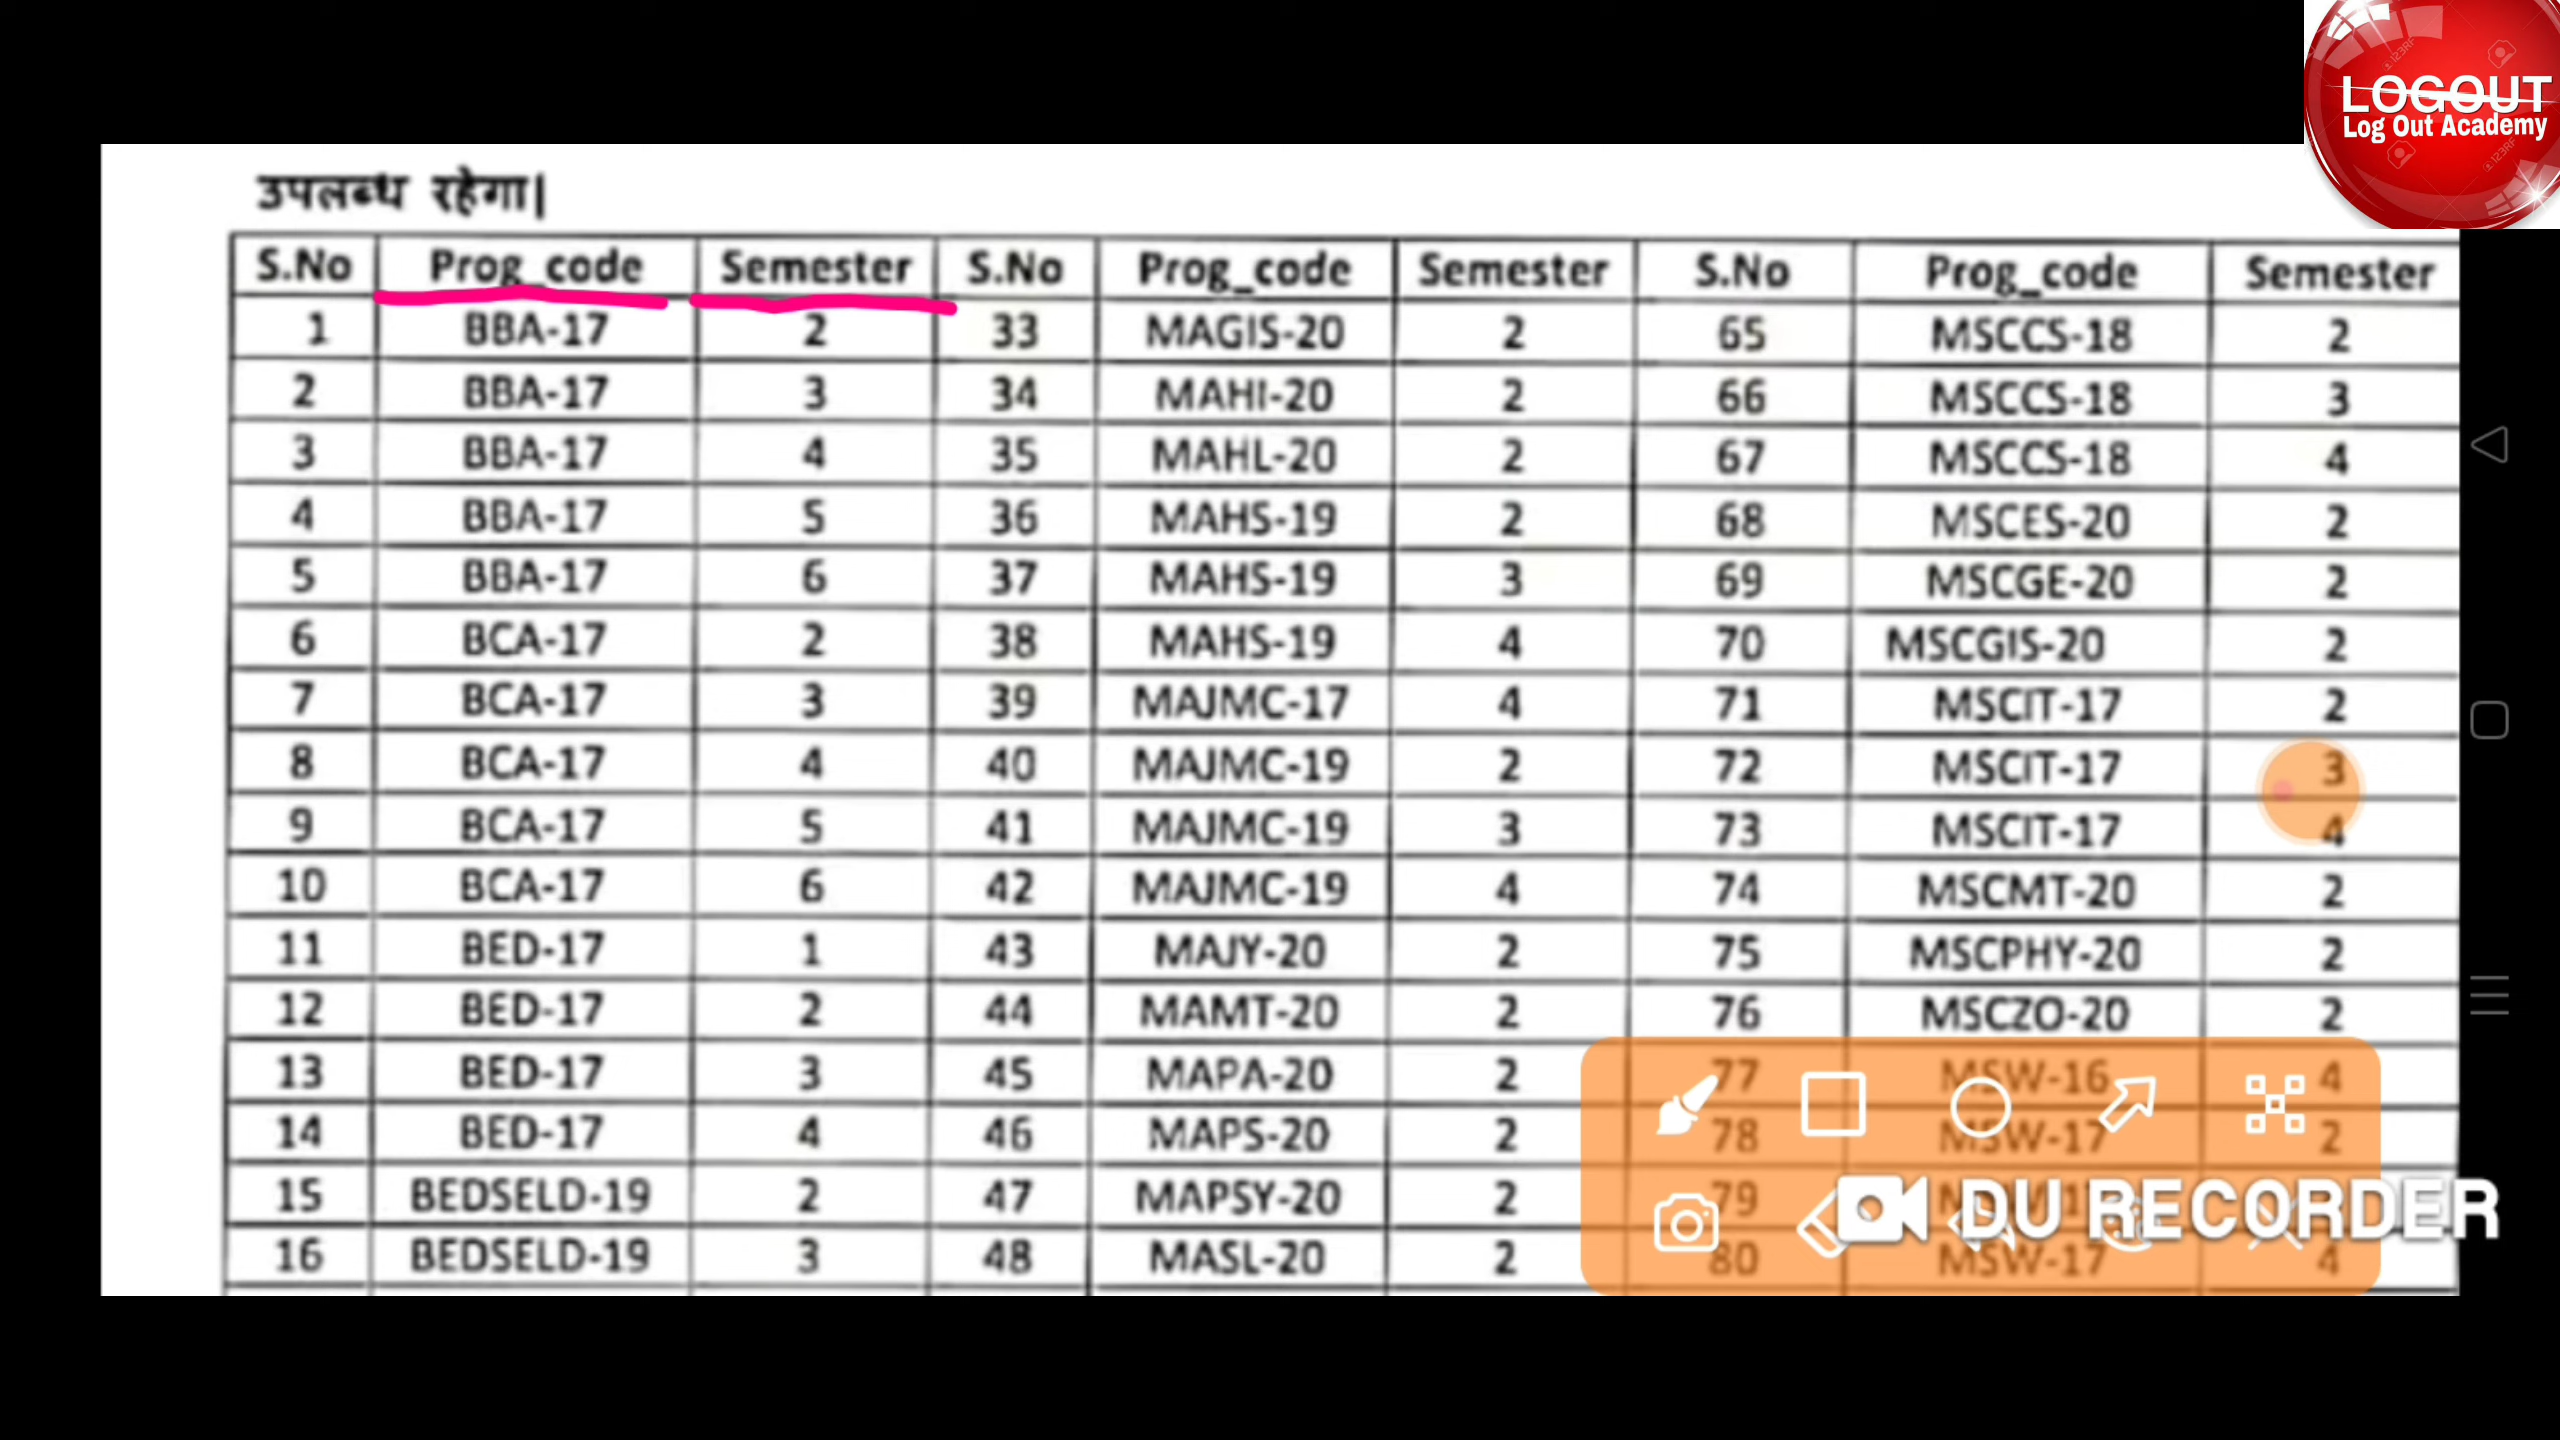 LOGOUT
Log Out Academy
उपलब्ध रहेगा|
S.No Prog_code Semester S.No Prog_code Semester S.No Prog_code Semester
1 BBA-17 2 33 MAGIS-20 2 65 MSCCS-18 2
2 BBA-17 3 34 MAHI-20 2 66 MSCCS-18 3
3 BBA-17 4 35 MAHL-20 2 67 MSCCS-18 4
4 BBA-17 5 36 MAHS-19 2 68 MSCES-20 2
5 BBA-17 6 37 MAHS-19 3 69 MSCGE-20 2
6 BCA-17 2 38 MAHS-19 4 70 MSCGIS-20 2
7 BCA-17 3 39 MAJMC-17 4 71 MSCIT-17 2
8 BCA-17 4 40 MAJMC-19 2 72 MSCIT-17 3
9 BCA-17 5 41 MAJMC-19 3 73 MSCIT-17 4
10 BCA-17 6 42 MAJMC-19 4 74 MSCMT-20 2
11 BED-17 1 43 MAJY-20 2 75 MSCPHY-20 2
12 BED-17 2 44 MAMT-20 2 76 MSCZO-20 2
13 BED-17 3 45 MAPA-20 2 77 MSW-16 4
14 BED-17 4 46 MAPS-20 2 78 MSW-17 2
15 BEDSELD-19 2 47 MAPSY-20 2 79
DU RECORDER
16 BEDSELD-19 3 48 MASL-20 2 80 MSW-17 4